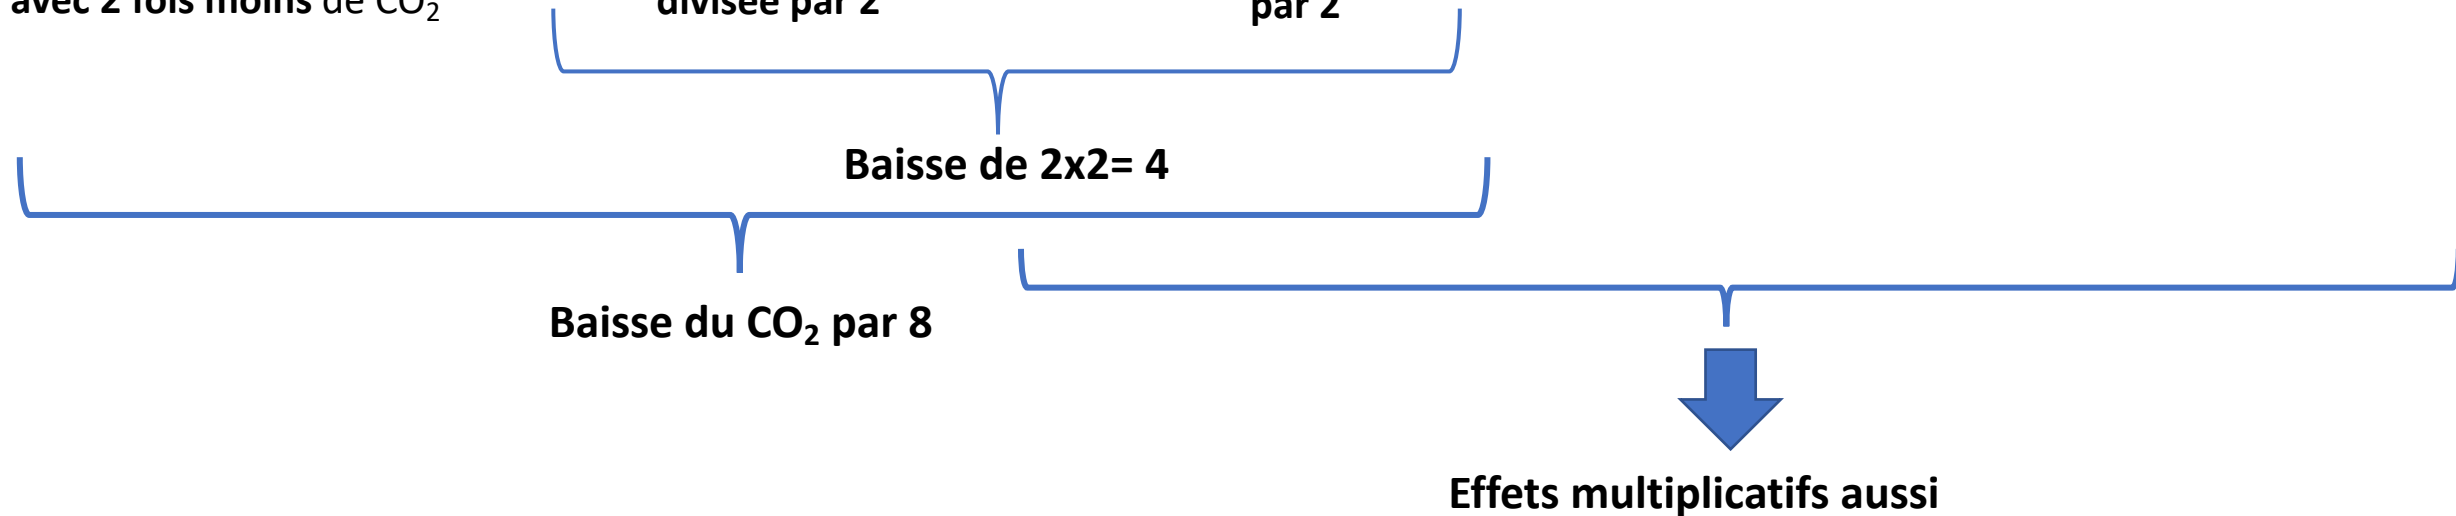 avec 2 fois moins de CO₂ divisée par 2 par 2
Baisse de 2x2= 4
Baisse du CO₂ par 8
Effets multiplicatifs aussi